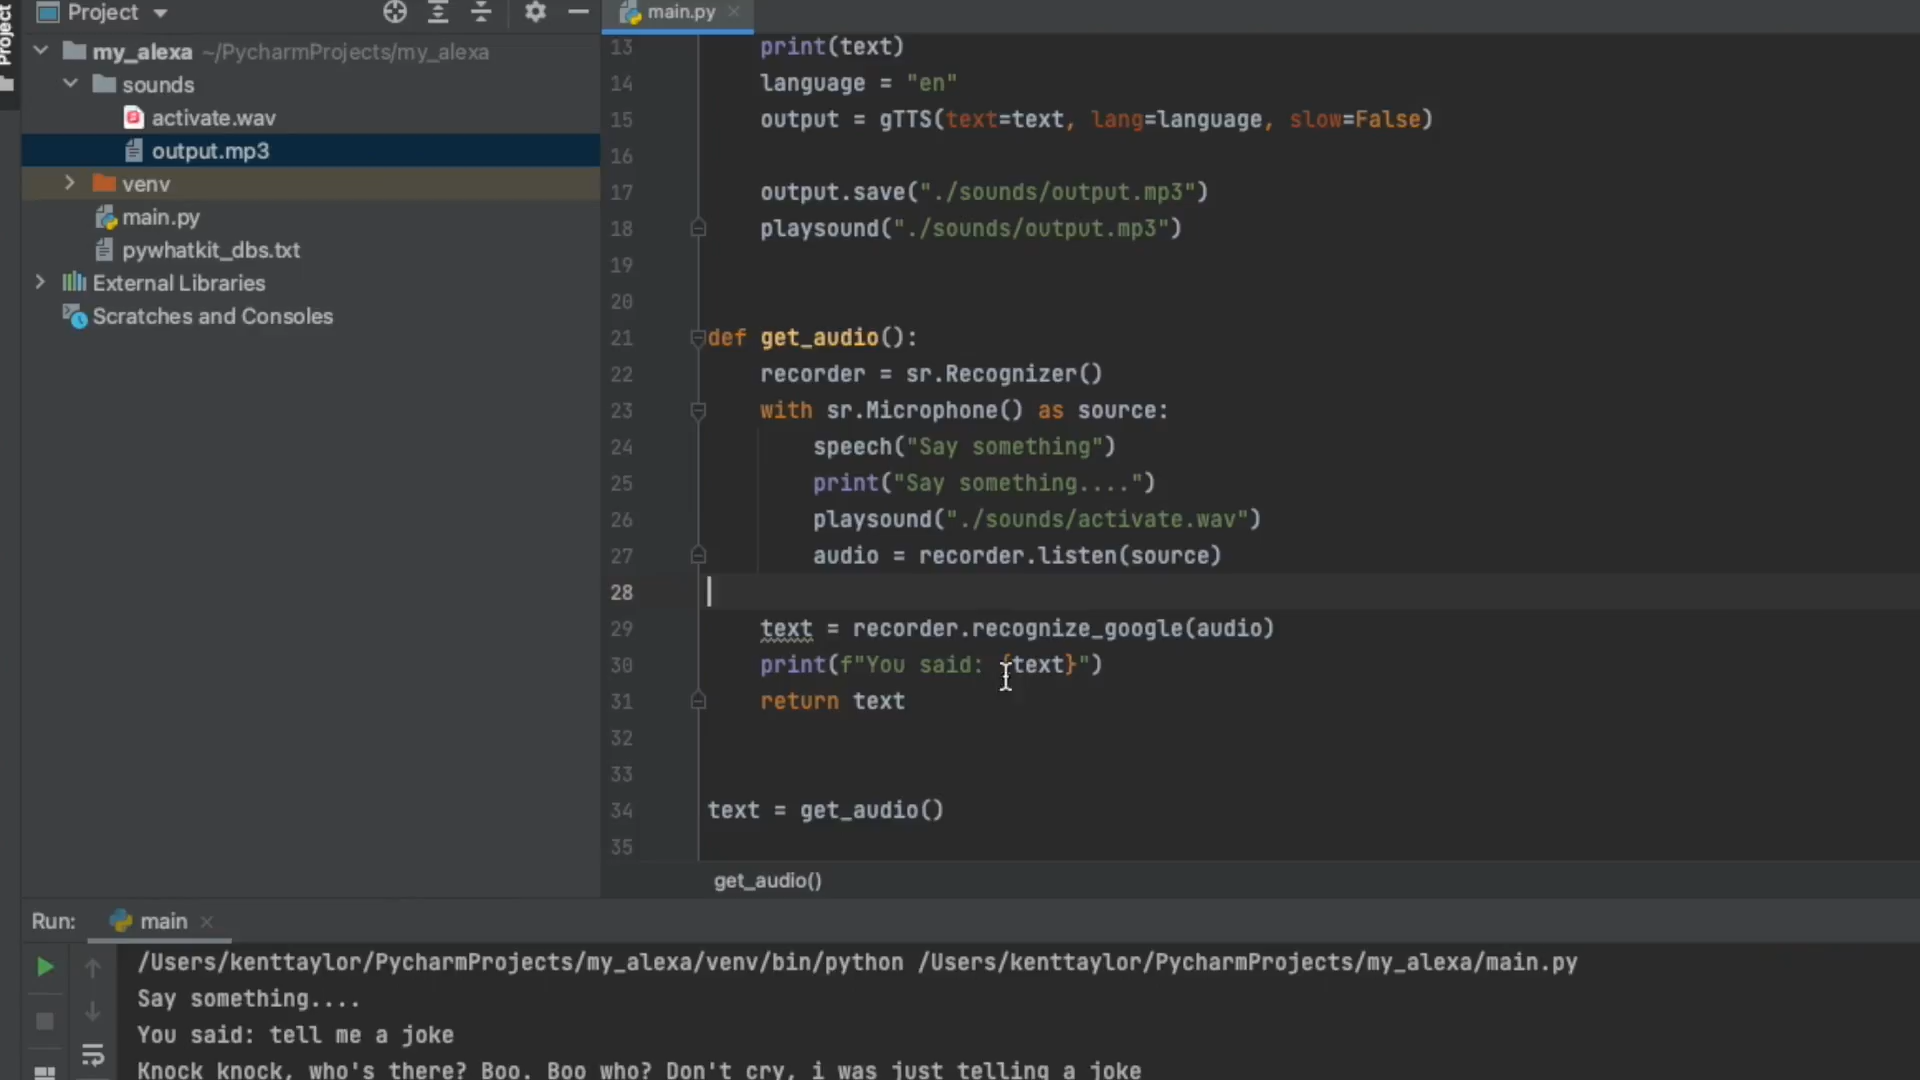 Project
Project
my_alexa ~/PycharmProjects/my_alexa
sounds
activate.wav
output.mp3
venv
main.py
pywhatkit_dbs.txt
External Libraries
Scratches and Consoles
main.py
13 print(text)
14 language = "en"
15 output = gTTS(text=text, lang=language, slow=False)
16
17 output.save("./sounds/output.mp3")
18 playsound("./sounds/output.mp3")
19
20
21 def get_audio():
22 recorder = sr.Recognizer()
23 with sr.Microphone() as source:
24 speech("Say something")
25 print("Say something....")
26 playsound("./sounds/activate.wav")
27 audio = recorder.listen(source)
28
29 text = recorder.recognize_google(audio)
30 print(f"You said: {text}")
31 return text
32
33
34 text = get_audio()
35
get_audio()
Run: main
/Users/kenttaylor/PycharmProjects/my_alexa/venv/bin/python /Users/kenttaylor/PycharmProjects/my_alexa/main.py
Say something....
You said: tell me a joke
Knock knock, who's there? Boo. Boo who? Don't cry, i was just telling a joke